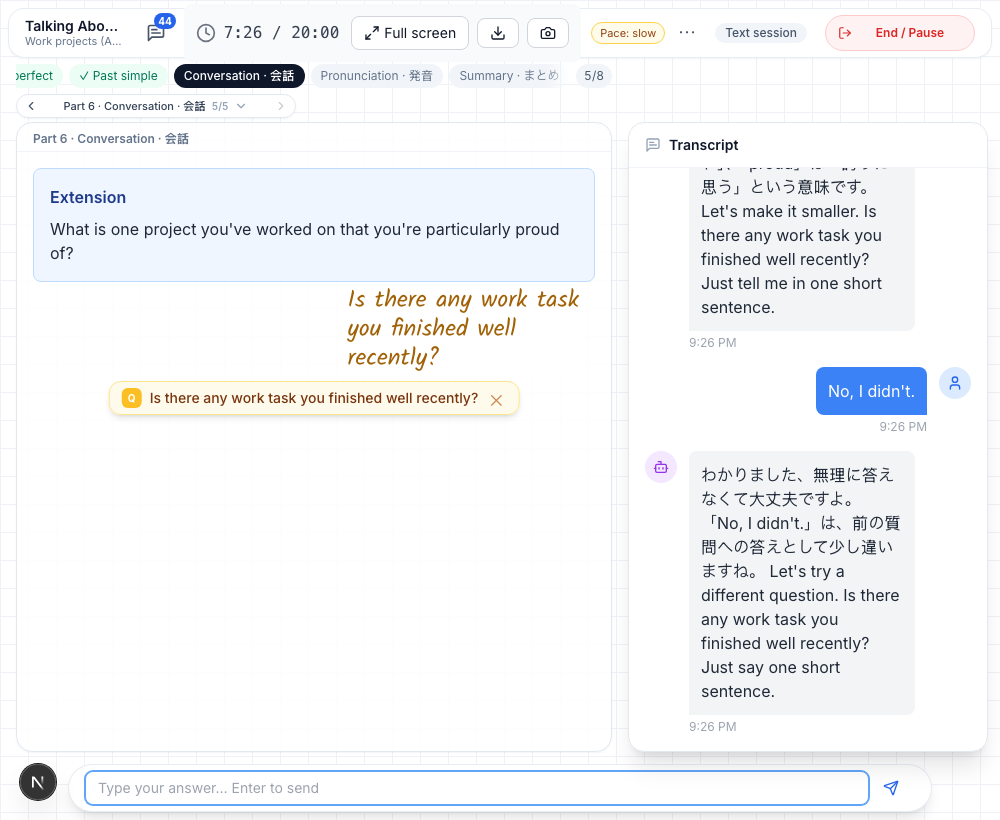 Talking Abo...
Work projects (A...
44
7:26 / 20:00
Full screen
Pace: slow
Text session
End / Pause
perfect
✓ Past simple
Conversation · 会話
Pronunciation · 発音
Summary · まとめ
5/8
Part 6 · Conversation · 会話 5/5
Part 6 · Conversation · 会話
Extension
What is one project you've worked on that you're particularly proud
of?
Is there any work task
you finished well
recently?
Q Is there any work task you finished well recently?
Transcript
思う」という意味です。
Let's make it smaller. Is
there any work task you
finished well recently?
Just tell me in one short
sentence.
9:26 PM
No, I didn't.
9:26 PM
わかりました、無理に答え
なくて大丈夫ですよ。
「No, I didn't.」は、前の質
問への答えとして少し違い
ますね。 Let's try a
different question. Is there
any work task you
finished well recently?
Just say one short
sentence.
9:26 PM
N
Type your answer... Enter to send